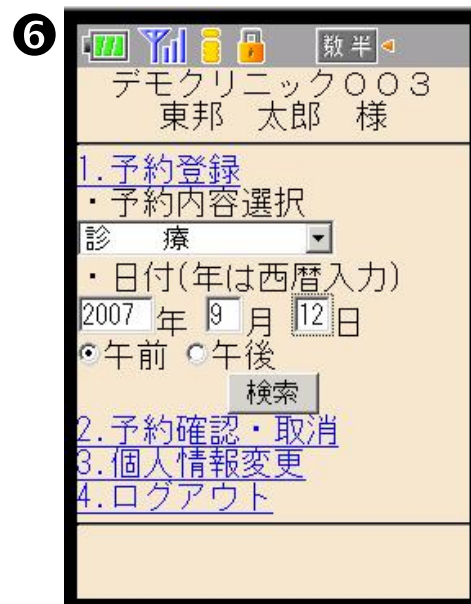 ❻
数半
デモクリニック００３
東邦　太郎　様
1.予約登録
・予約内容選択
診　療
・日付(年は西暦入力)
2007 年 9 月 12 日
午前 午後
検索
2.予約確認・取消
3.個人情報変更
4.ログアウト